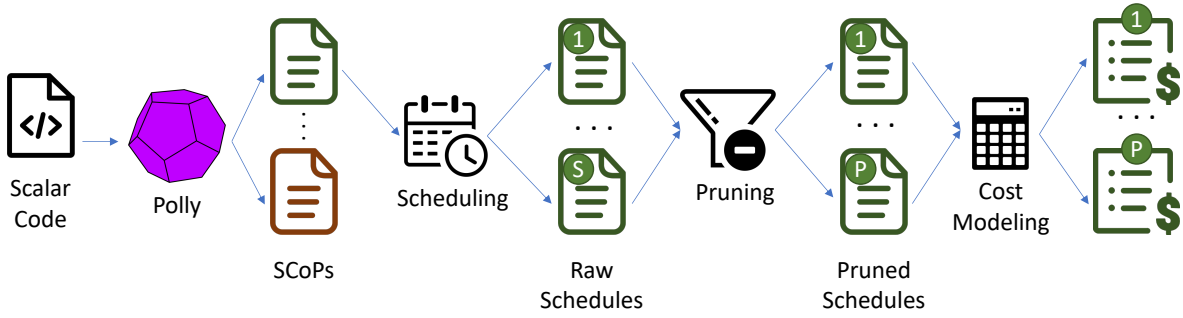 1
1
1
</>
. . .
. . .
. . .
. . .
$
Scalar
Code
Polly
SCoPs
Scheduling
S
Raw
Schedules
Pruning
P
Pruned
Schedules
Cost
Modeling
P
$